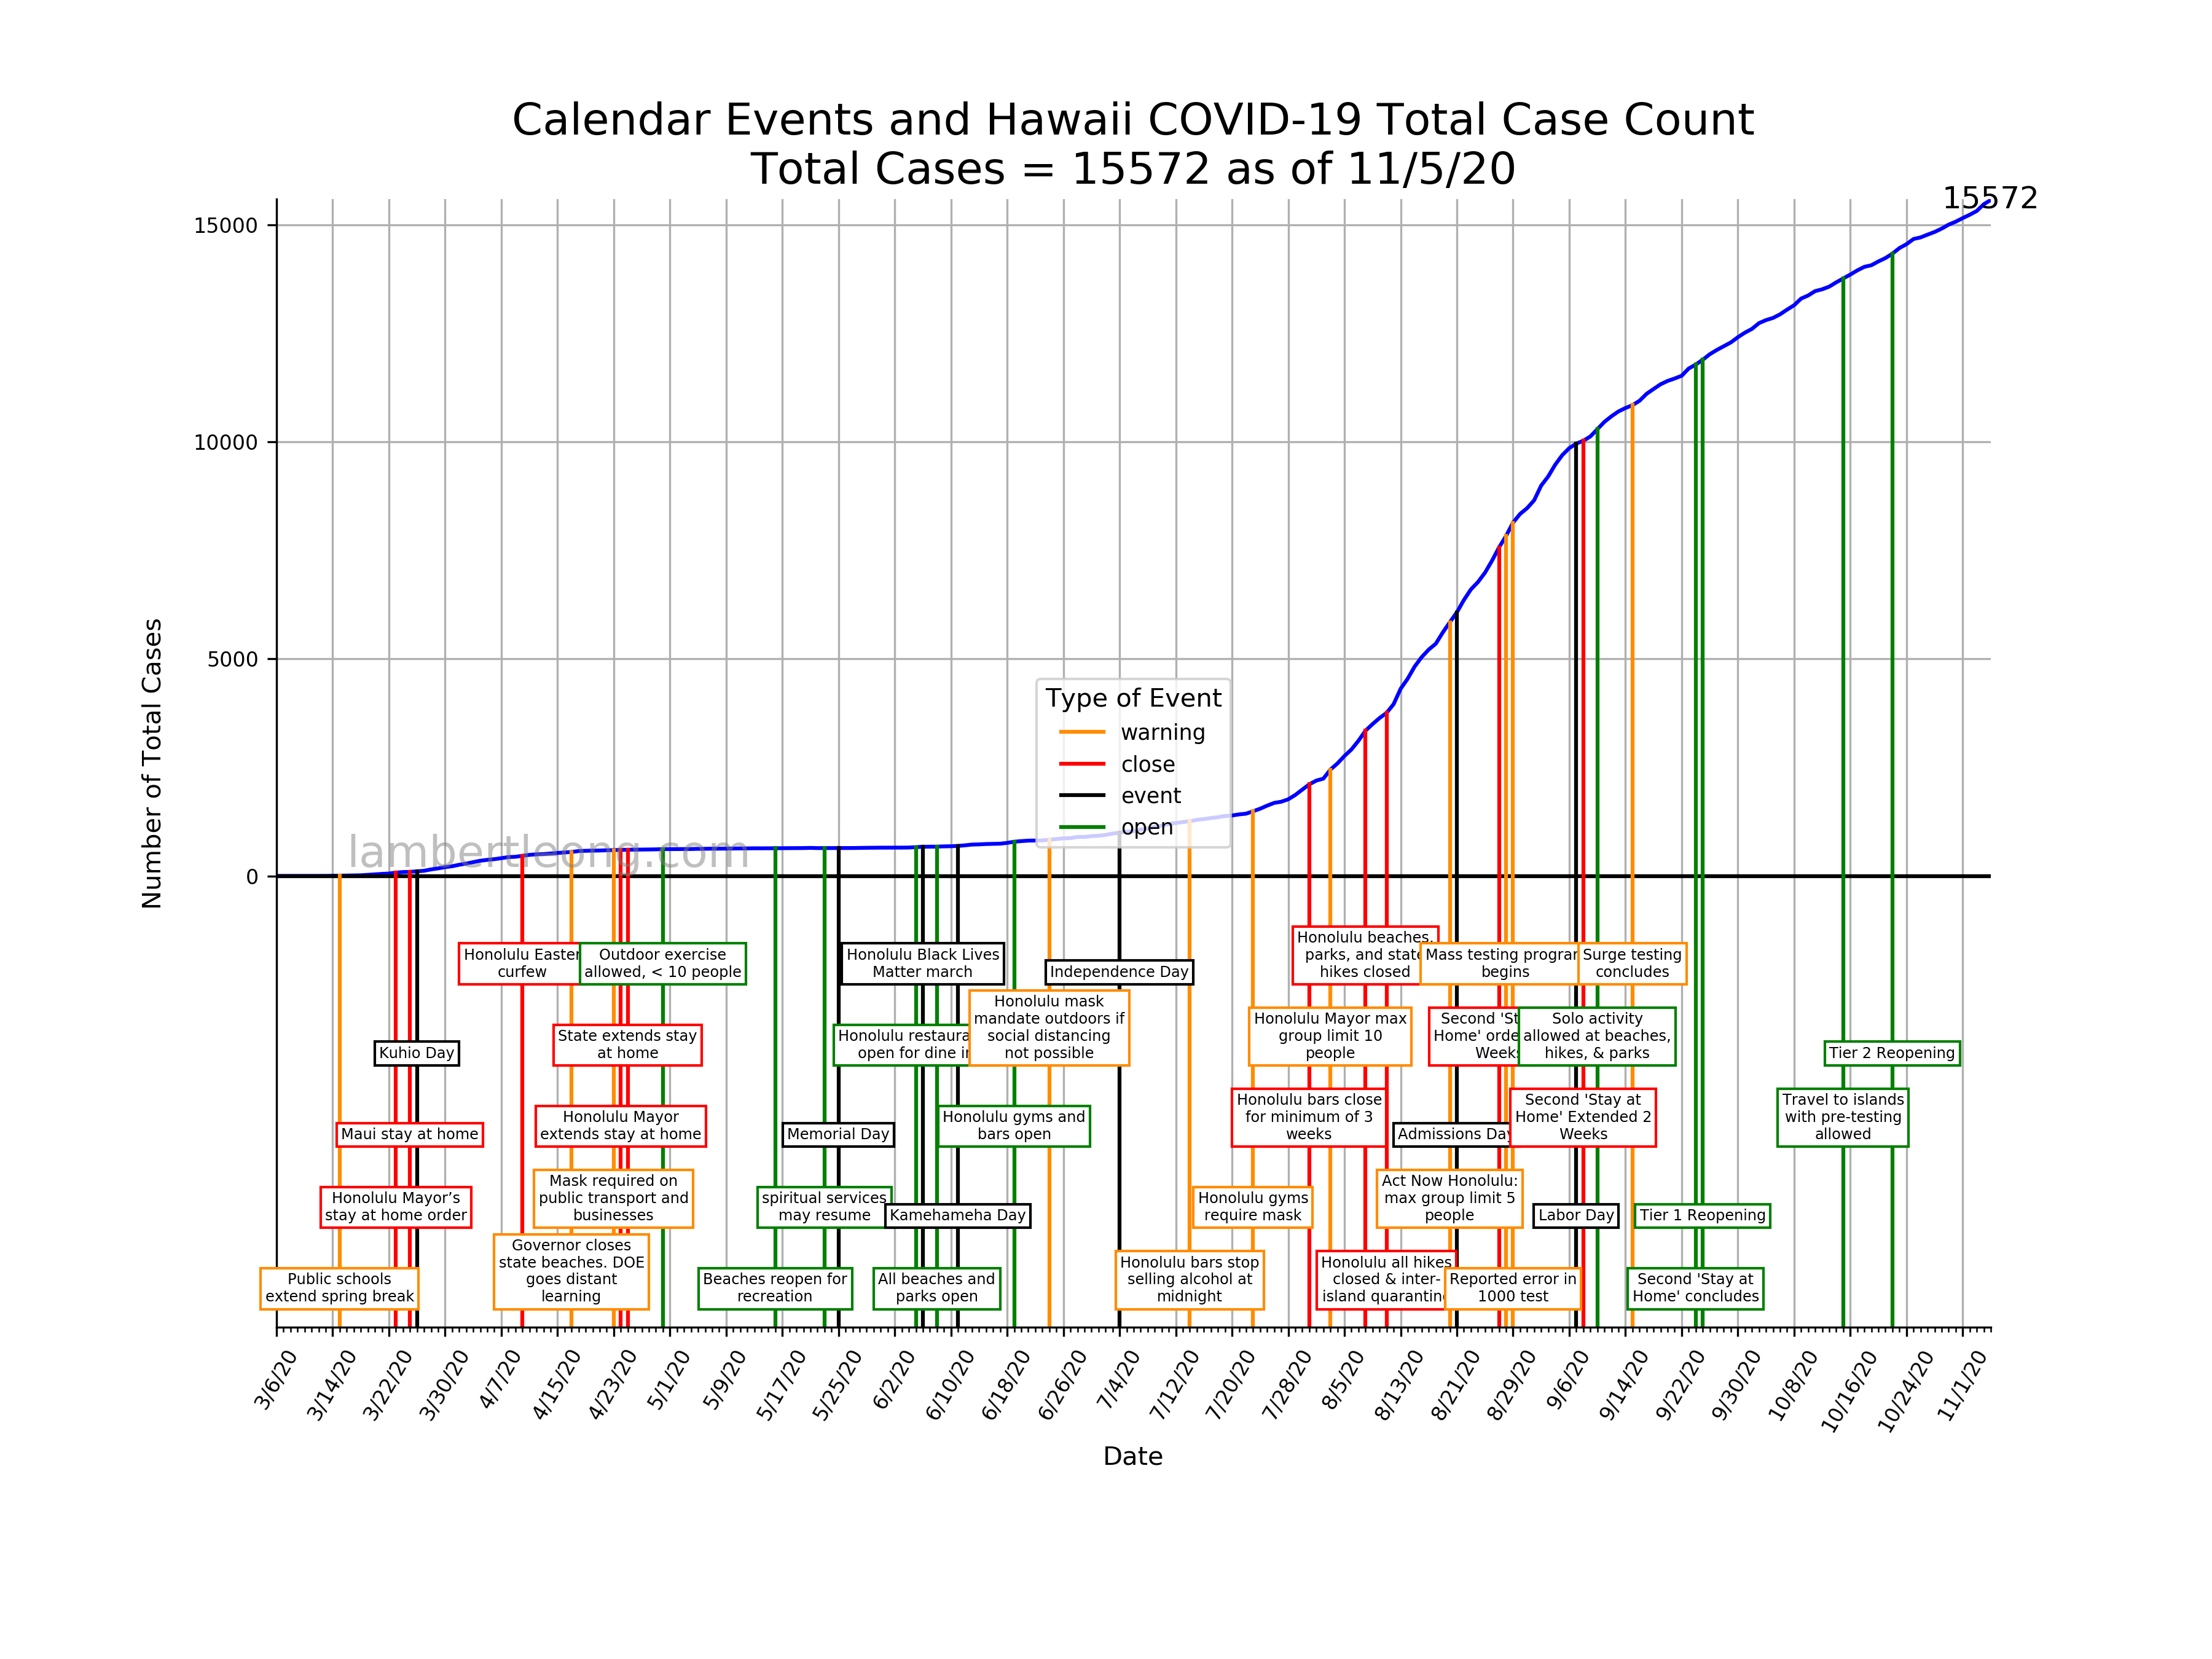 Calendar Events and Hawaii COVID-19 Total Case Count
Total Cases = 15572 as of 11/5/20
15572
15000
10000
5000
0
Number of Total Cases
Type of Event
warning
close
event
open
lambertleong.com
Honolulu Easter
curfew
Outdoor exercise
allowed, < 10 people
Honolulu Black Lives
Matter march
Independence Day
Honolulu beaches,
parks, and state
hikes closed
Mass testing
begins
Surge testing
concludes
Kuhio Day
State extends stay
at home
Honolulu
open for dine
Honolulu mask
mandate outdoors if
social distancing
not possible
Honolulu Mayor max
group limit 10
people
Second
Home'
Solo activity
allowed at beaches,
hikes, & parks
Tier 2 Reopening
Maui stay at home
Honolulu Mayor
extends stay at home
Memorial Day
Honolulu gyms and
bars open
Honolulu bars close
for minimum of 3
weeks
Admissions Day
Second 'Stay at
Home' Extended 2
Weeks
Travel to islands
with pre-testing
allowed
Honolulu Mayor’s
stay at home order
Mask required on
public transport and
businesses
spiritual services
may resume
Kamehameha Day
Honolulu gyms
require mask
Act Now Honolulu:
max group limit 5
people
Labor Day
Tier 1 Reopening
Public schools
extend spring break
Governor closes
state beaches. DOE
goes distant
learning
Beaches reopen for
recreation
All beaches and
parks open
Honolulu bars stop
selling alcohol at
midnight
Honolulu all hikes
closed & inter-
island quarantine
Reported error in
1000 test
Second 'Stay at
Home' concludes
3/6/20
3/14/20
3/22/20
3/30/20
4/7/20
4/15/20
4/23/20
5/1/20
5/9/20
5/17/20
5/25/20
6/2/20
6/10/20
6/18/20
6/26/20
7/4/20
7/12/20
7/20/20
7/28/20
8/5/20
8/13/20
8/21/20
8/29/20
9/6/20
9/14/20
9/22/20
9/30/20
10/8/20
10/16/20
10/24/20
11/1/20
Date